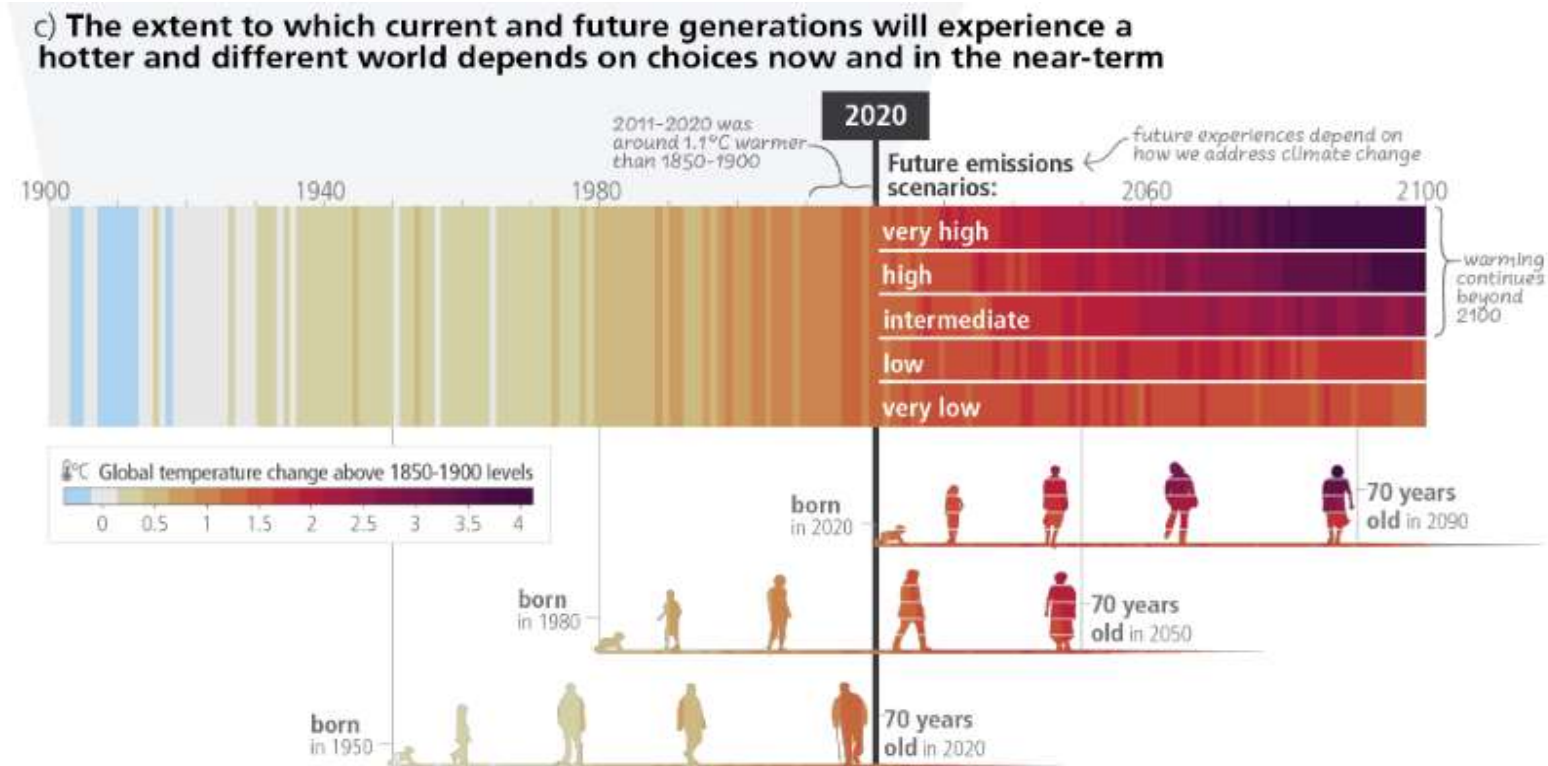 c) The extent to which current and future generations will experience a
hotter and different world depends on choices now and in the near-term
2020
2011-2020 was
around 1.1°C warmer
than 1850-1900
future experiences depend on
how we address climate change
Future emissions
scenarios:
1900
1940
1980
2060
2100
very high
high
intermediate
low
very low
warming
continues
beyond
2100
°C Global temperature change above 1850-1900 levels
0 0.5 1 1.5 2 2.5 3 3.5 4
born
in 2020
70 years
old in 2090
born
in 1980
70 years
old in 2050
born
in 1950
70 years
old in 2020